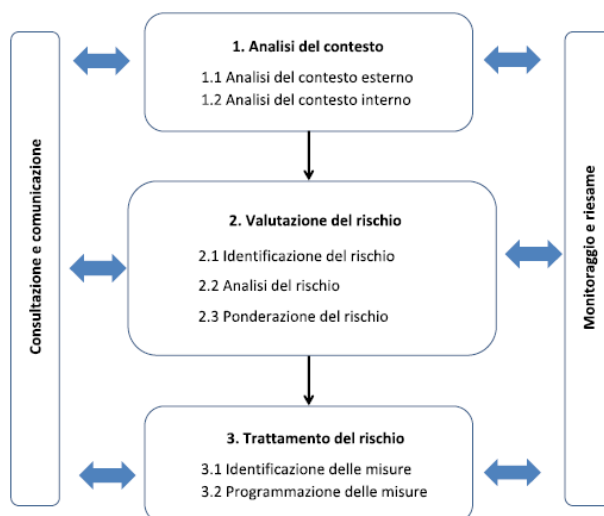 Consultazione e comunicazione
1. Analisi del contesto
1.1 Analisi del contesto esterno
1.2 Analisi del contesto interno
2. Valutazione del rischio
2.1 Identificazione del rischio
2.2 Analisi del rischio
2.3 Ponderazione del rischio
3. Trattamento del rischio
3.1 Identificazione delle misure
3.2 Programmazione delle misure
Monitoraggio e riesame